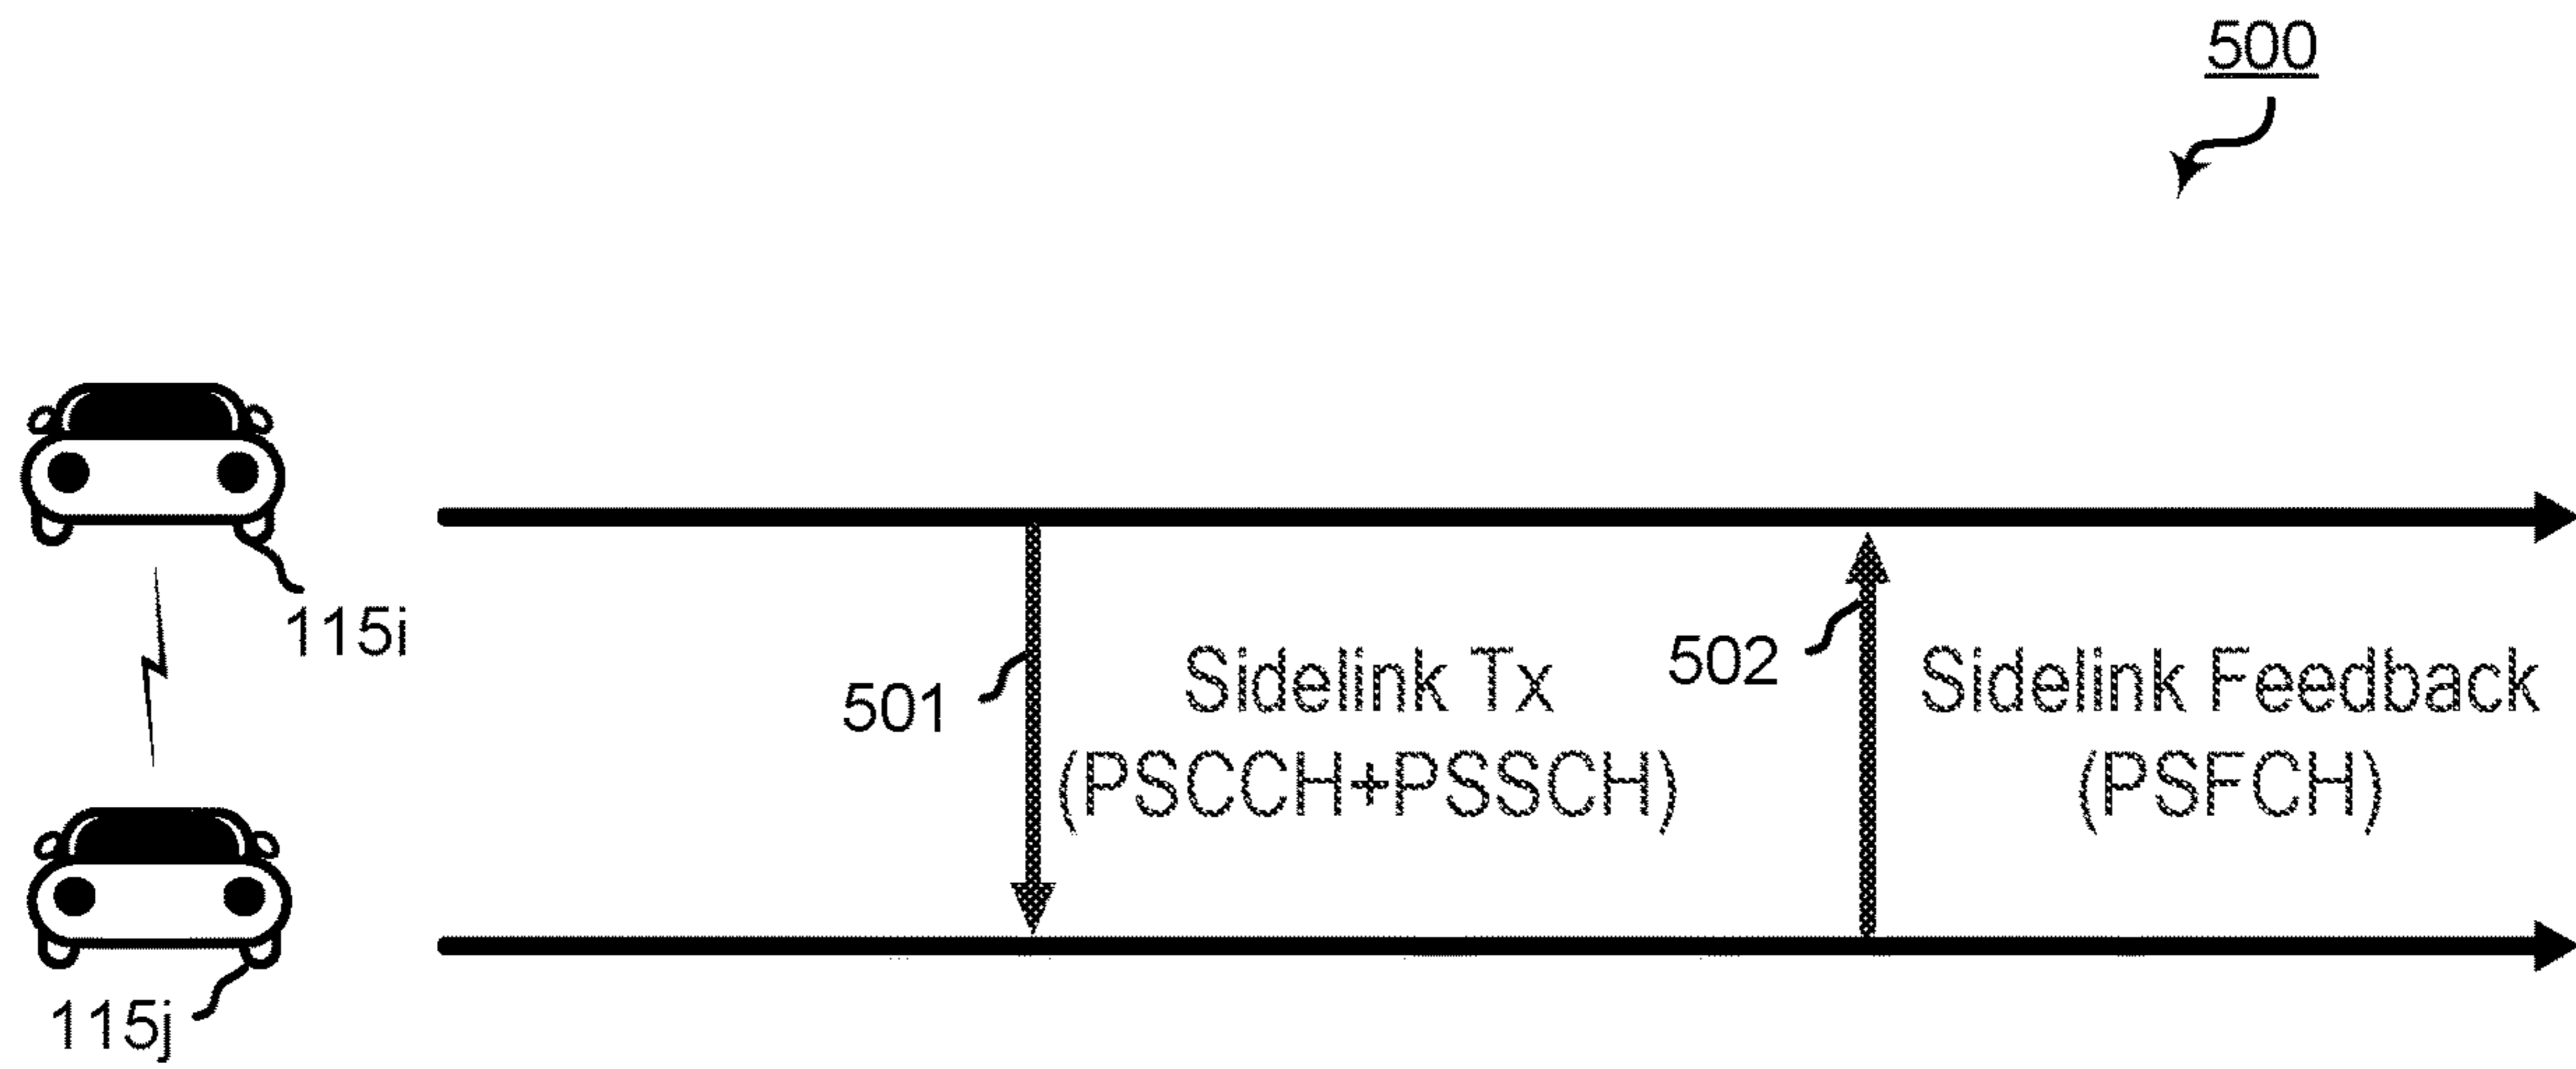 500
115i
501
Sidelink Tx
(PSCCH+PSSCH)
502
Sidelink Feedback
(PSFCH)
115j